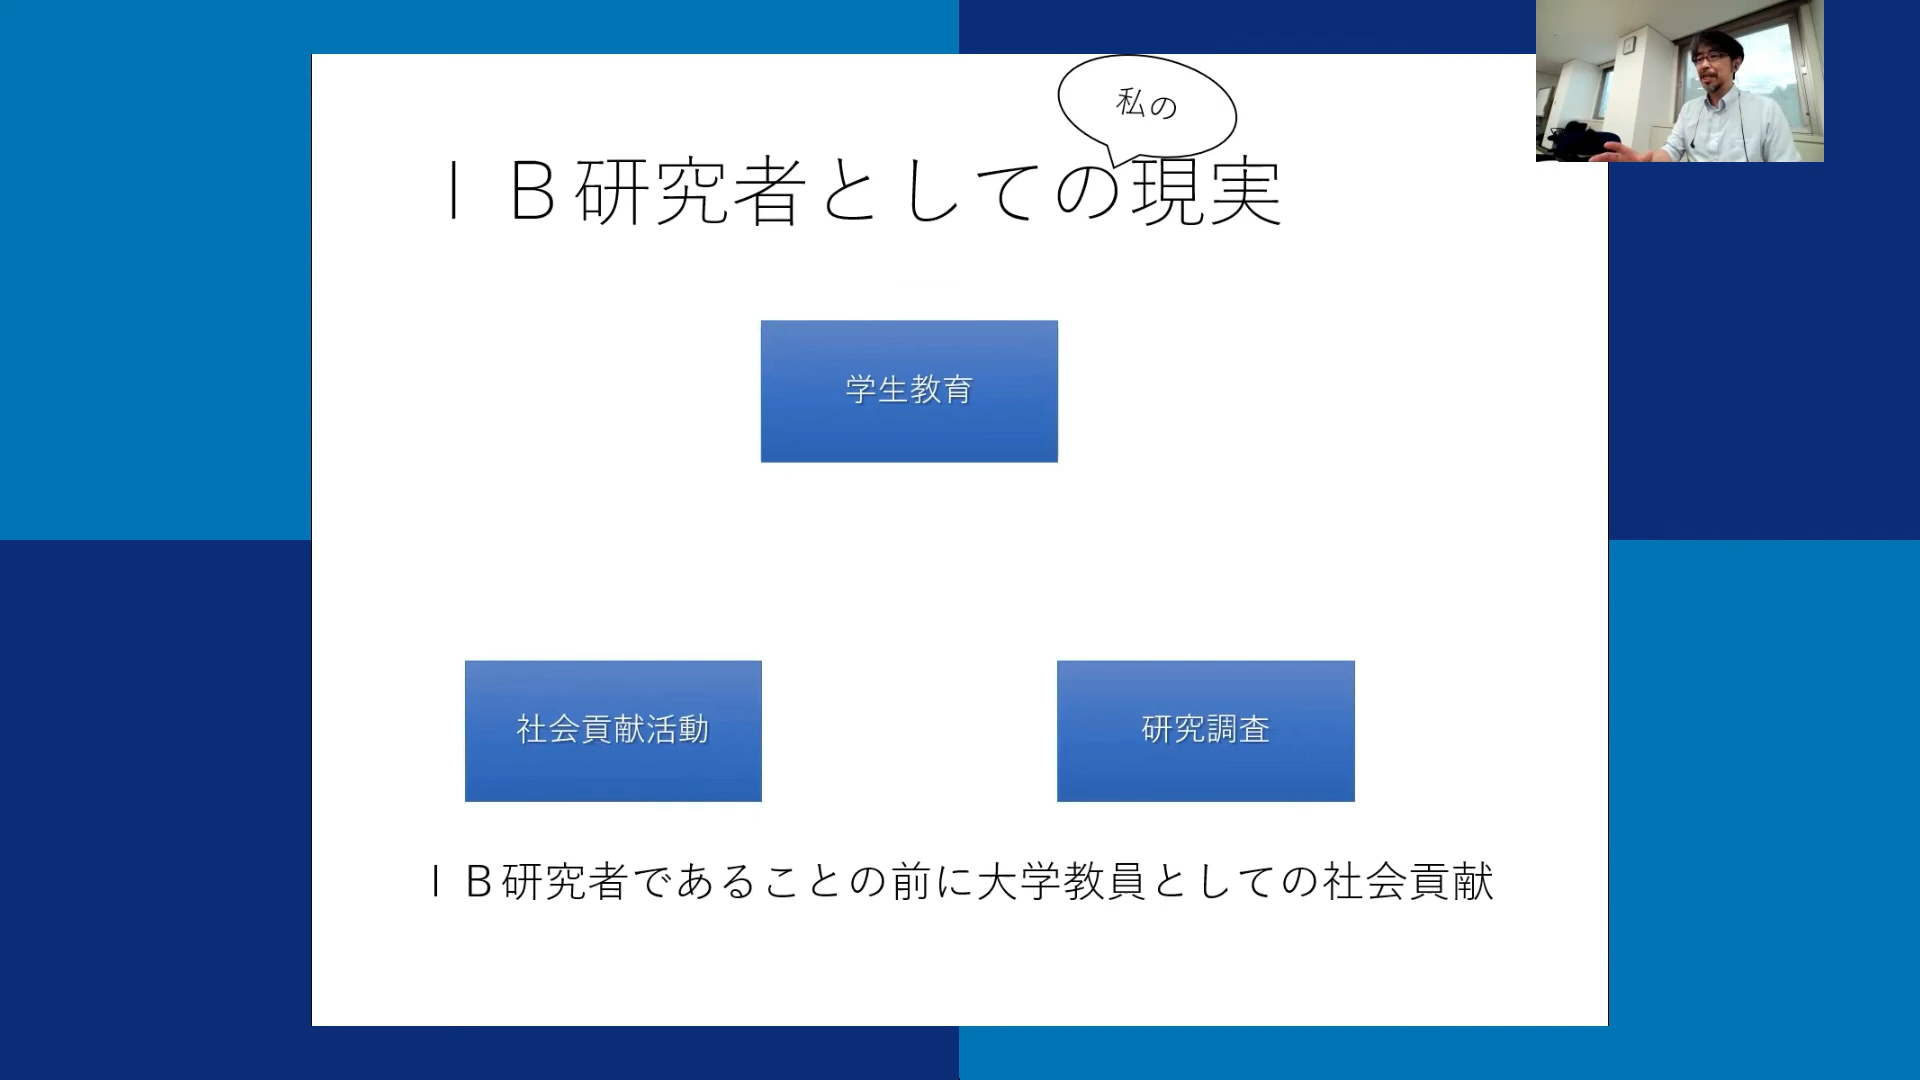 私の
ＩＢ研究者としての現実
学生教育
社会貢献活動
研究調査
ＩＢ研究者であることの前に大学教員としての社会貢献